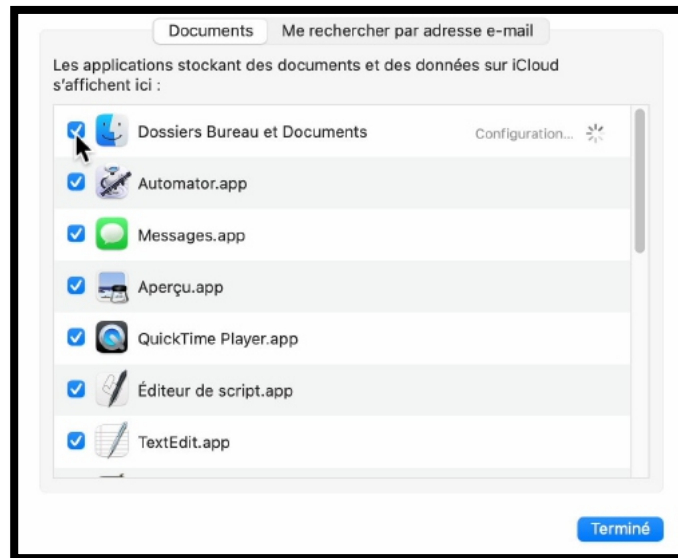 Documents
Me rechercher par adresse e-mail
Les applications stockant des documents et des données sur iCloud
s'affichent ici :
Dossiers Bureau et Documents
Configuration...
Automator.app
Messages.app
Aperçu.app
QuickTime Player.app
Éditeur de script.app
TextEdit.app
Terminé